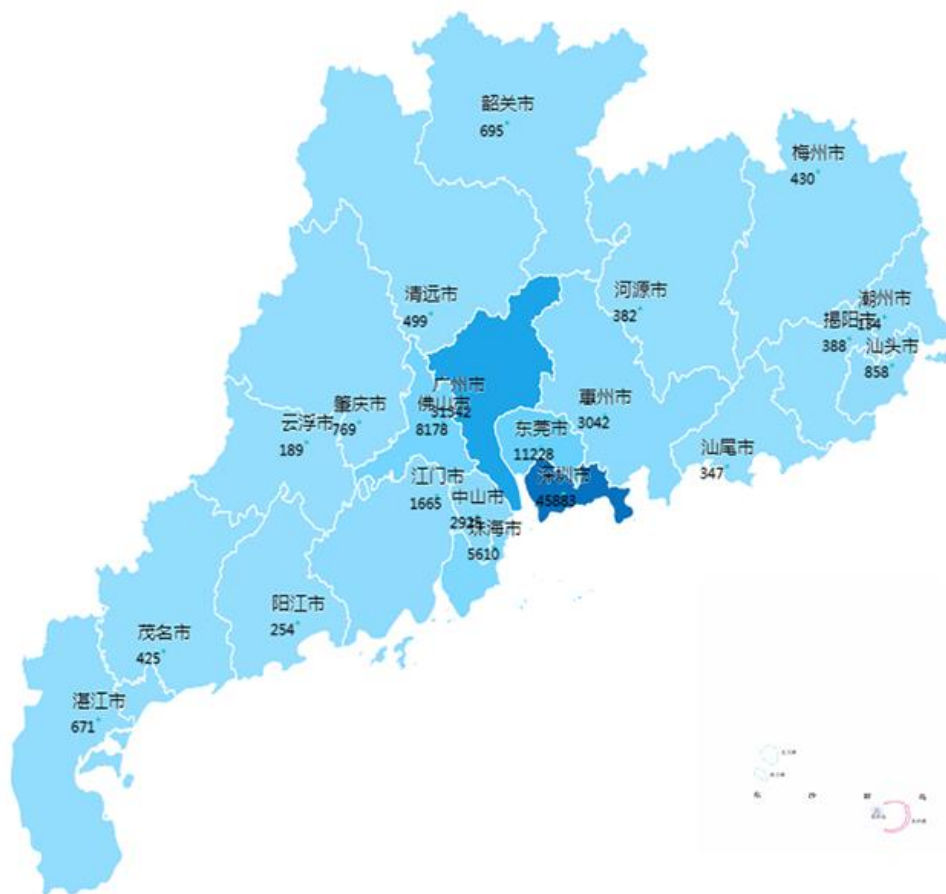 韶关市
695
梅州市
430
清远市
499
河源市
382
潮州市
揭阳市
388
汕头市
858
广州市
31342
佛山市
8178
肇庆市
769
云浮市
189
惠州市
3042
东莞市
11228
深圳市
45883
汕尾市
347
江门市
1665
中山市
珠海市
5610
阳江市
254
茂名市
425
湛江市
671